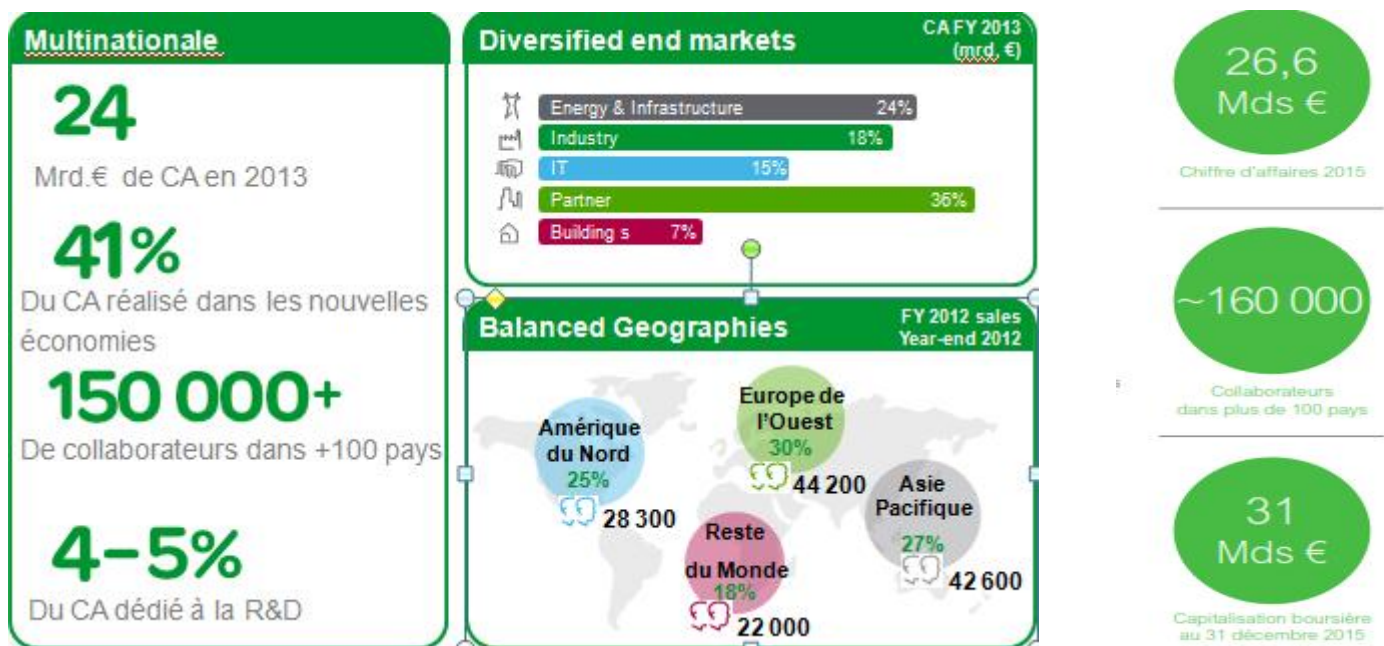 Multinationale
24
Mrd.€ de CA en 2013
41%
Du CA réalisé dans les nouvelles
économies
150 000+
De collaborateurs dans +100 pays
4–5%
Du CA dédié à la R&D
Diversified end markets
CA FY 2013
(mrd, €)
Energy & Infrastructure 24%
Industry 18%
IT 15%
Partner 36%
Building s 7%
Balanced Geographies
FY 2012 sales
Year-end 2012
Amérique
du Nord
25%
28 300
Europe de
l'Ouest
30%
44 200
Asie
Pacifique
27%
42 600
Reste
du Monde
18%
22 000
26,6
Mds €
Chiffre d'affaires 2015
~160 000
Collaborateurs
dans plus de 100 pays
31
Mds €
Capitalisation boursière
au 31 décembre 2015